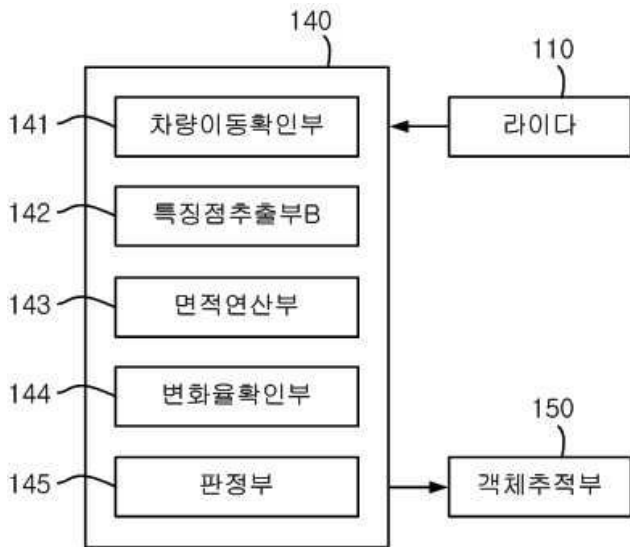 140
110
141
차량이동확인부
라이다
142
특징점추출부B
143
면적연산부
144
변화율확인부
150
145
판정부
객체추적부